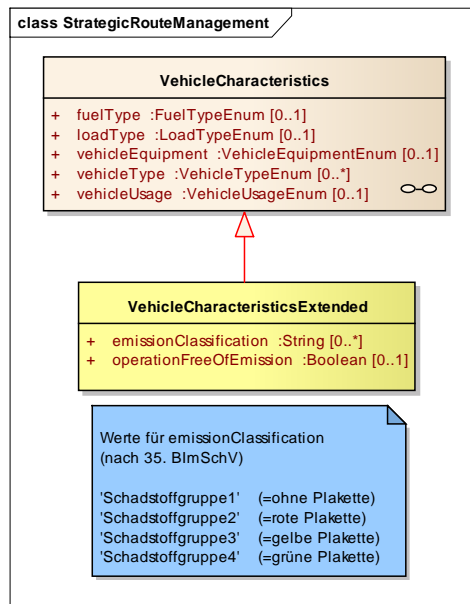 class StrategicRouteManagement
VehicleCharacteristics
+ fuelType :FuelTypeEnum [0..1]
+ loadType :LoadTypeEnum [0..1]
+ vehicleEquipment :VehicleEquipmentEnum [0..1]
+ vehicleType :VehicleTypeEnum [0..*]
+ vehicleUsage :VehicleUsageEnum [0..1]
VehicleCharacteristicsExtended
+ emissionClassification :String [0..*]
+ operationFreeOfEmission :Boolean [0..1]
Werte für emissionClassification
(nach 35. BImSchV)
'Schadstoffgruppe1' (=ohne Plakette)
'Schadstoffgruppe2' (=rote Plakette)
'Schadstoffgruppe3' (=gelbe Plakette)
'Schadstoffgruppe4' (=grüne Plakette)